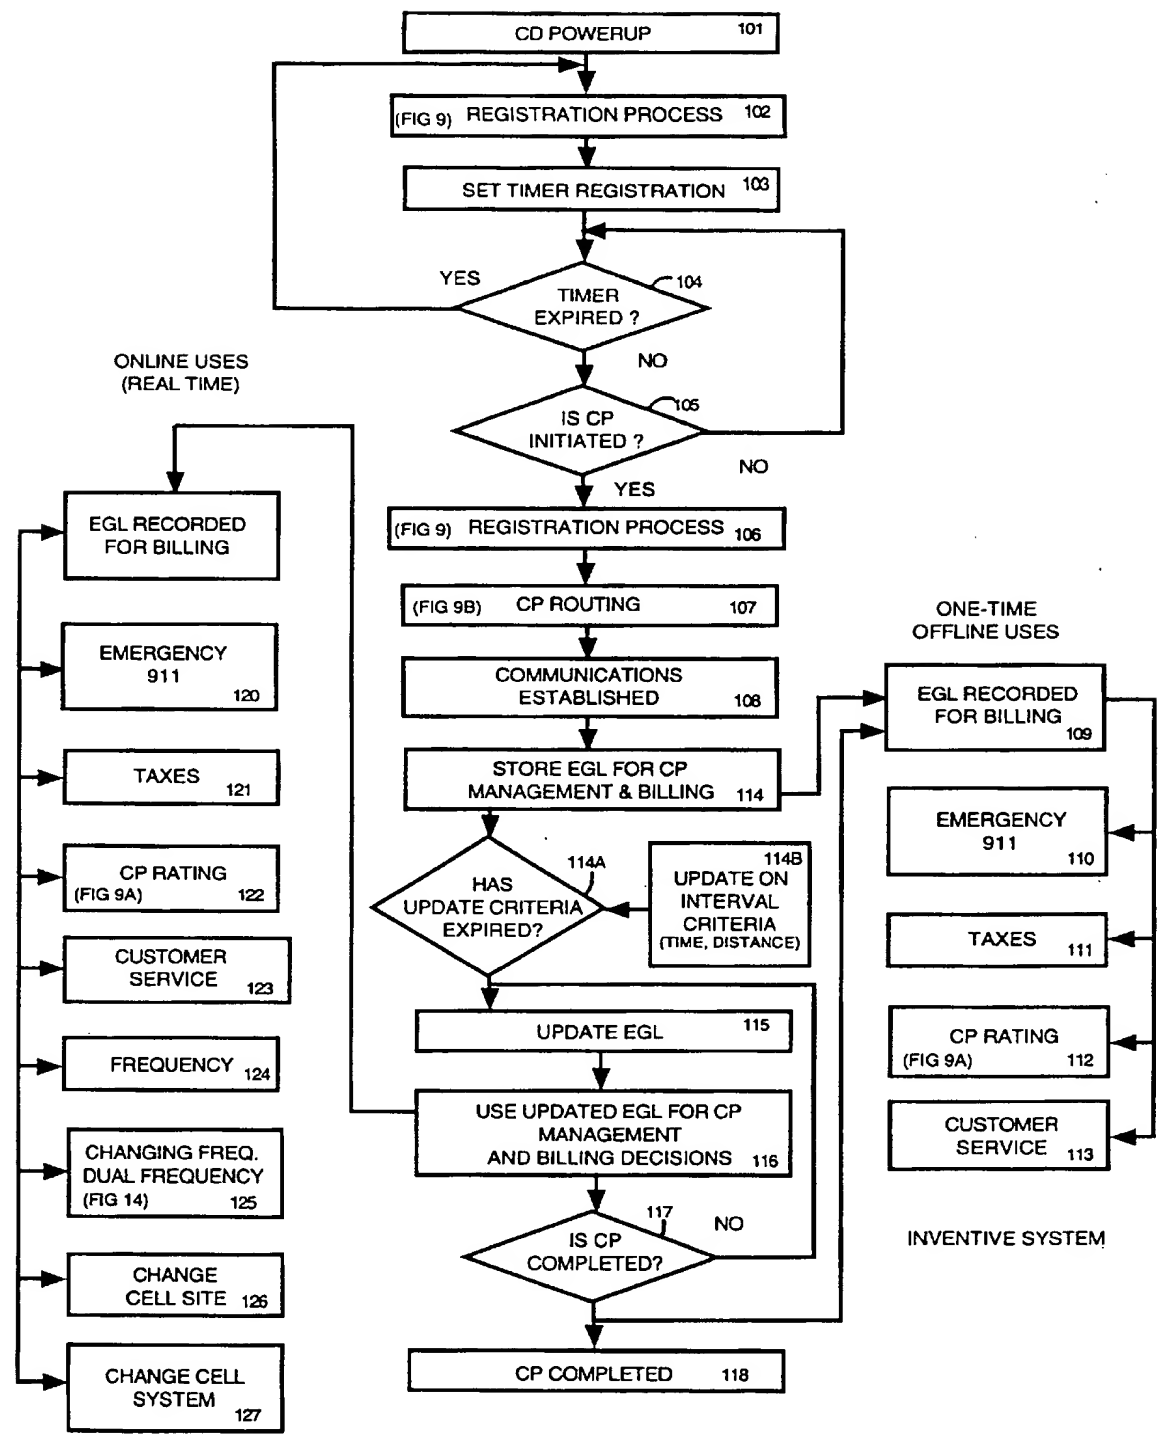 CD POWERUP 101
(FIG 9) REGISTRATION PROCESS 102
SET TIMER REGISTRATION 103
YES
104
TIMER
EXPIRED ?
NO
105
IS CP
INITIATED ?
NO
YES
(FIG 9) REGISTRATION PROCESS 106
(FIG 9B) CP ROUTING 107
COMMUNICATIONS
ESTABLISHED 108
STORE EGL FOR CP
MANAGEMENT & BILLING 114
114A
HAS
UPDATE CRITERIA
EXPIRED?
114B
UPDATE ON
INTERVAL
CRITERIA
(TIME, DISTANCE)
UPDATE EGL 115
USE UPDATED EGL FOR CP
MANAGEMENT
AND BILLING DECISIONS 116
117
NO
IS CP
COMPLETED?
CP COMPLETED 118
ONLINE USES
(REAL TIME)
EGL RECORDED
FOR BILLING
EMERGENCY
911
120
TAXES
121
CP RATING
(FIG 9A) 122
CUSTOMER
SERVICE 123
FREQUENCY 124
CHANGING FREQ.
DUAL FREQUENCY
(FIG 14) 125
CHANGE
CELL SITE 126
CHANGE CELL
SYSTEM 127
ONE-TIME
OFFLINE USES
EGL RECORDED
FOR BILLING
109
EMERGENCY
911
110
TAXES
111
CP RATING
(FIG 9A) 112
CUSTOMER
SERVICE 113
INVENTIVE SYSTEM